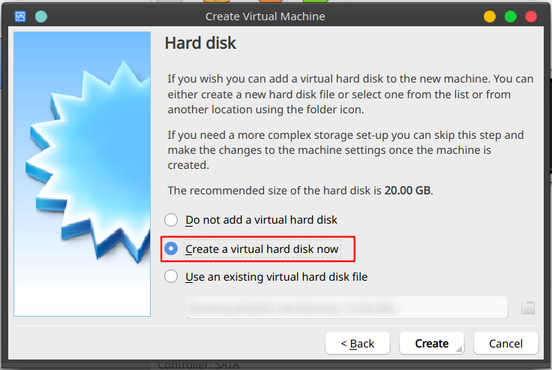 Create Virtual Machine
Hard disk
If you wish you can add a virtual hard disk to the new machine. You can
either create a new hard disk file or select one from the list or from
another location using the folder icon.
If you need a more complex storage set-up you can skip this step and
make the changes to the machine settings once the machine is
created.
The recommended size of the hard disk is 20.00 GB.
Do not add a virtual hard disk
Create a virtual hard disk now
Use an existing virtual hard disk file
< Back
Create
Cancel
Controller: SATA